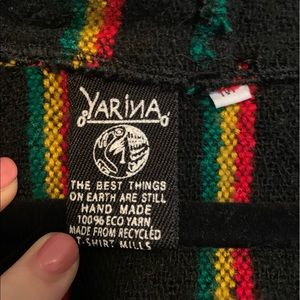 YARINA
THE BEST THINGS
ON EARTH ARE STILL
HAND MADE
100% ECO YARN
MADE FROM RECYCLED
T-SHIRT MILLS